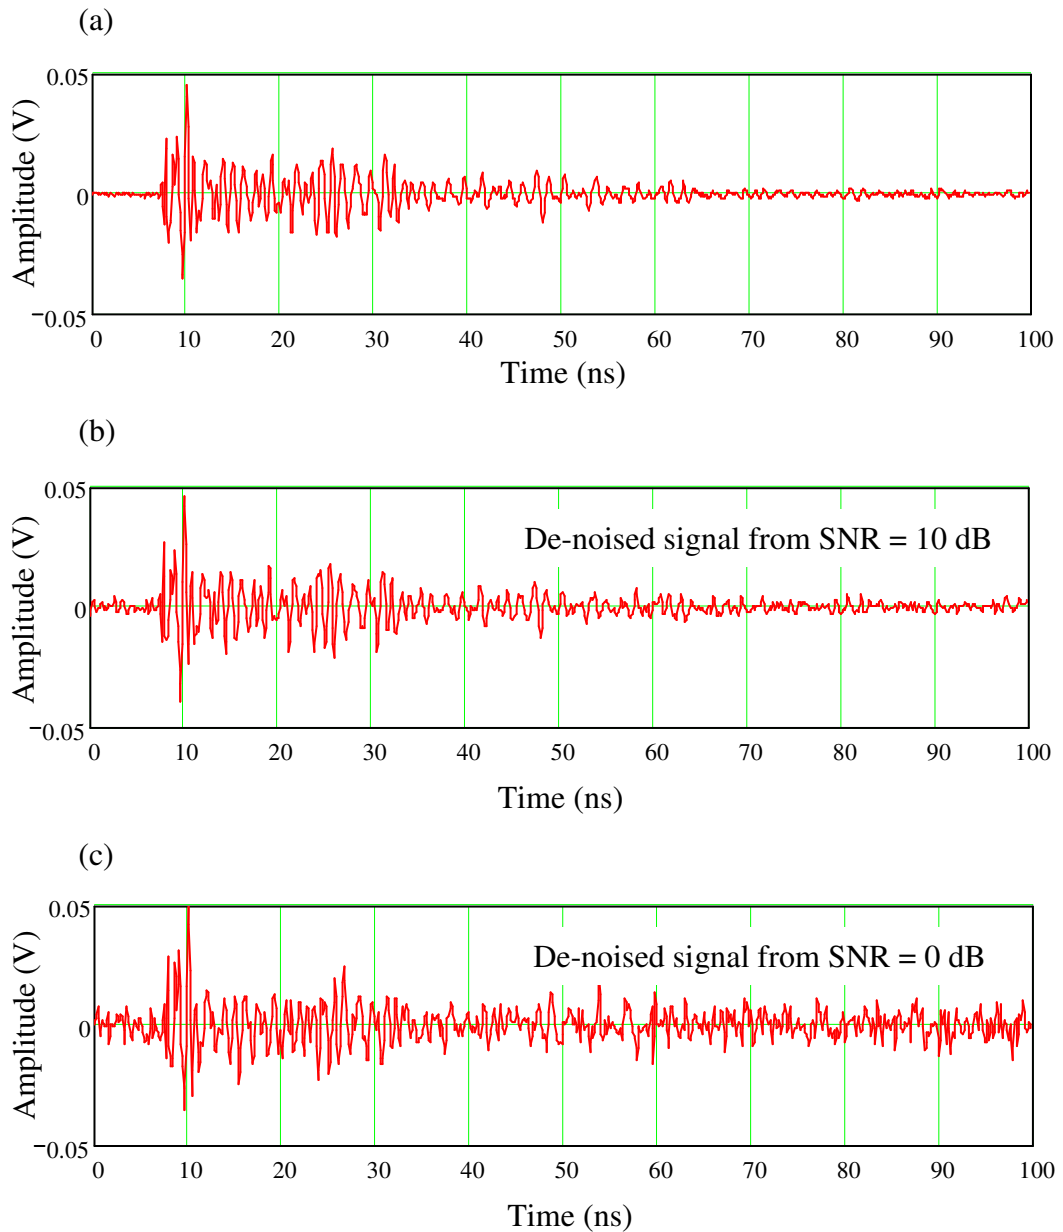 (a)
0.05
0
−0.05
Amplitude (V)
0 10 20 30 40 50 60 70 80 90 100
Time (ns)
(b)
0.05
0
−0.05
Amplitude (V)
De-noised signal from SNR = 10 dB
0 10 20 30 40 50 60 70 80 90 100
Time (ns)
(c)
0.05
0
−0.05
Amplitude (V)
De-noised signal from SNR = 0 dB
0 10 20 30 40 50 60 70 80 90 100
Time (ns)